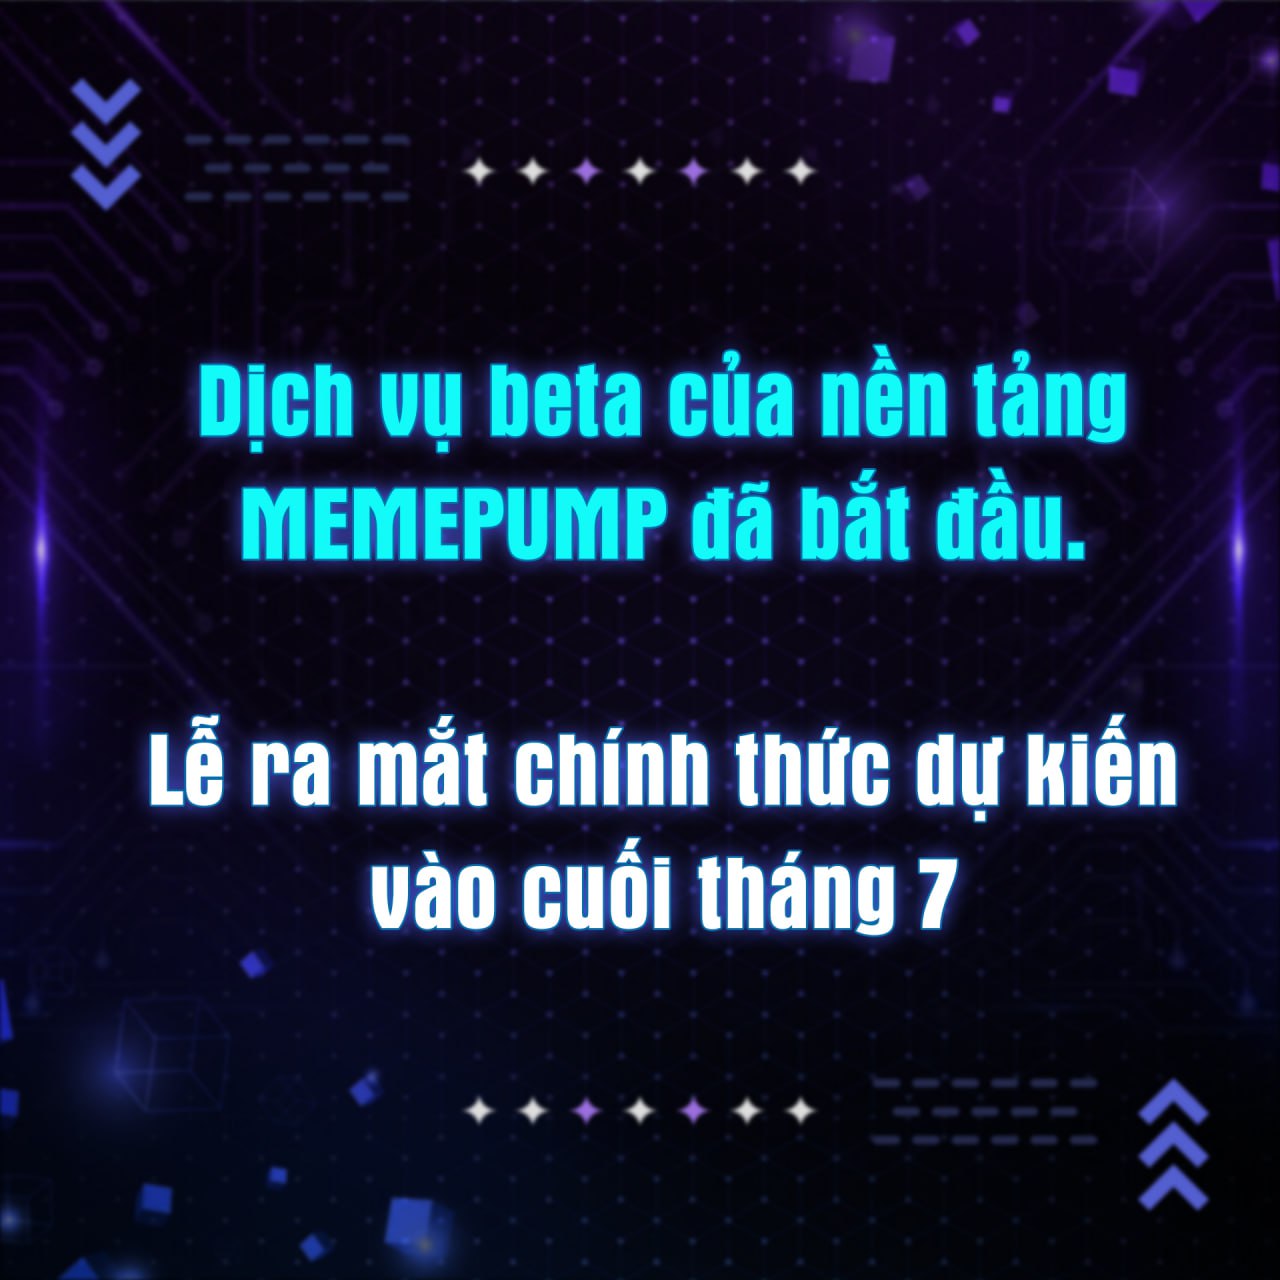 Dịch vụ beta của nền tảng
MEMEPUMP đã bắt đầu.
Lễ ra mắt chính thức dự kiến
vào cuối tháng 7